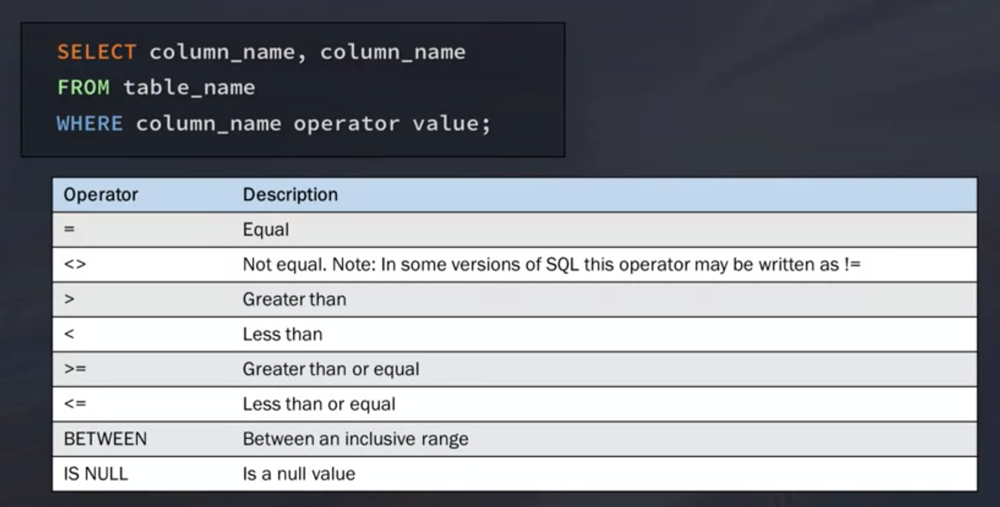 SELECT column_name, column_name
FROM table_name
WHERE column_name operator value;
Operator Description
= Equal
<> Not equal. Note: In some versions of SQL this operator may be written as !=
> Greater than
< Less than
>= Greater than or equal
<= Less than or equal
BETWEEN Between an inclusive range
IS NULL Is a null value